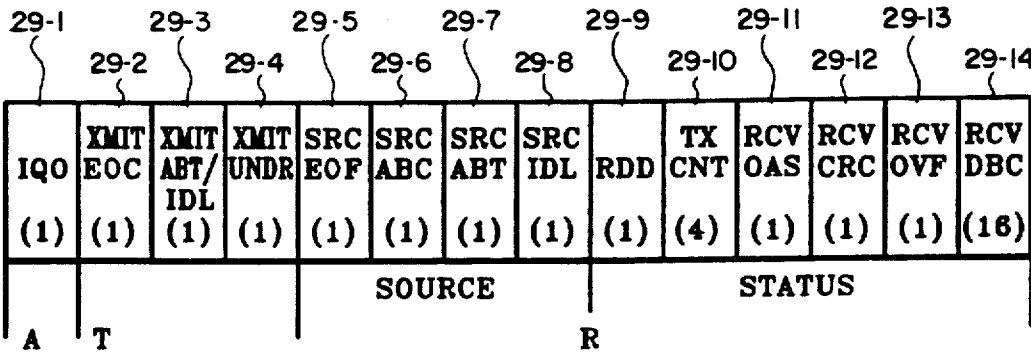 29-1 29-3 29-5 29-7 29-9 29-11 29-13
29-2 29-4 29-6 29-8 29-10 29-12 29-14
XMIT XMIT XMIT SRC SRC SRC SRC TX RCV RCV RCV RCV
IQO EOC ABT/ UNDR EOF ABC ABT IDL RDD CNT OAS CRC OVF DBC
IDL
(1) (1) (1) (1) (1) (1) (1) (1) (1) (4) (1) (1) (1) (16)
SOURCE STATUS
A T R